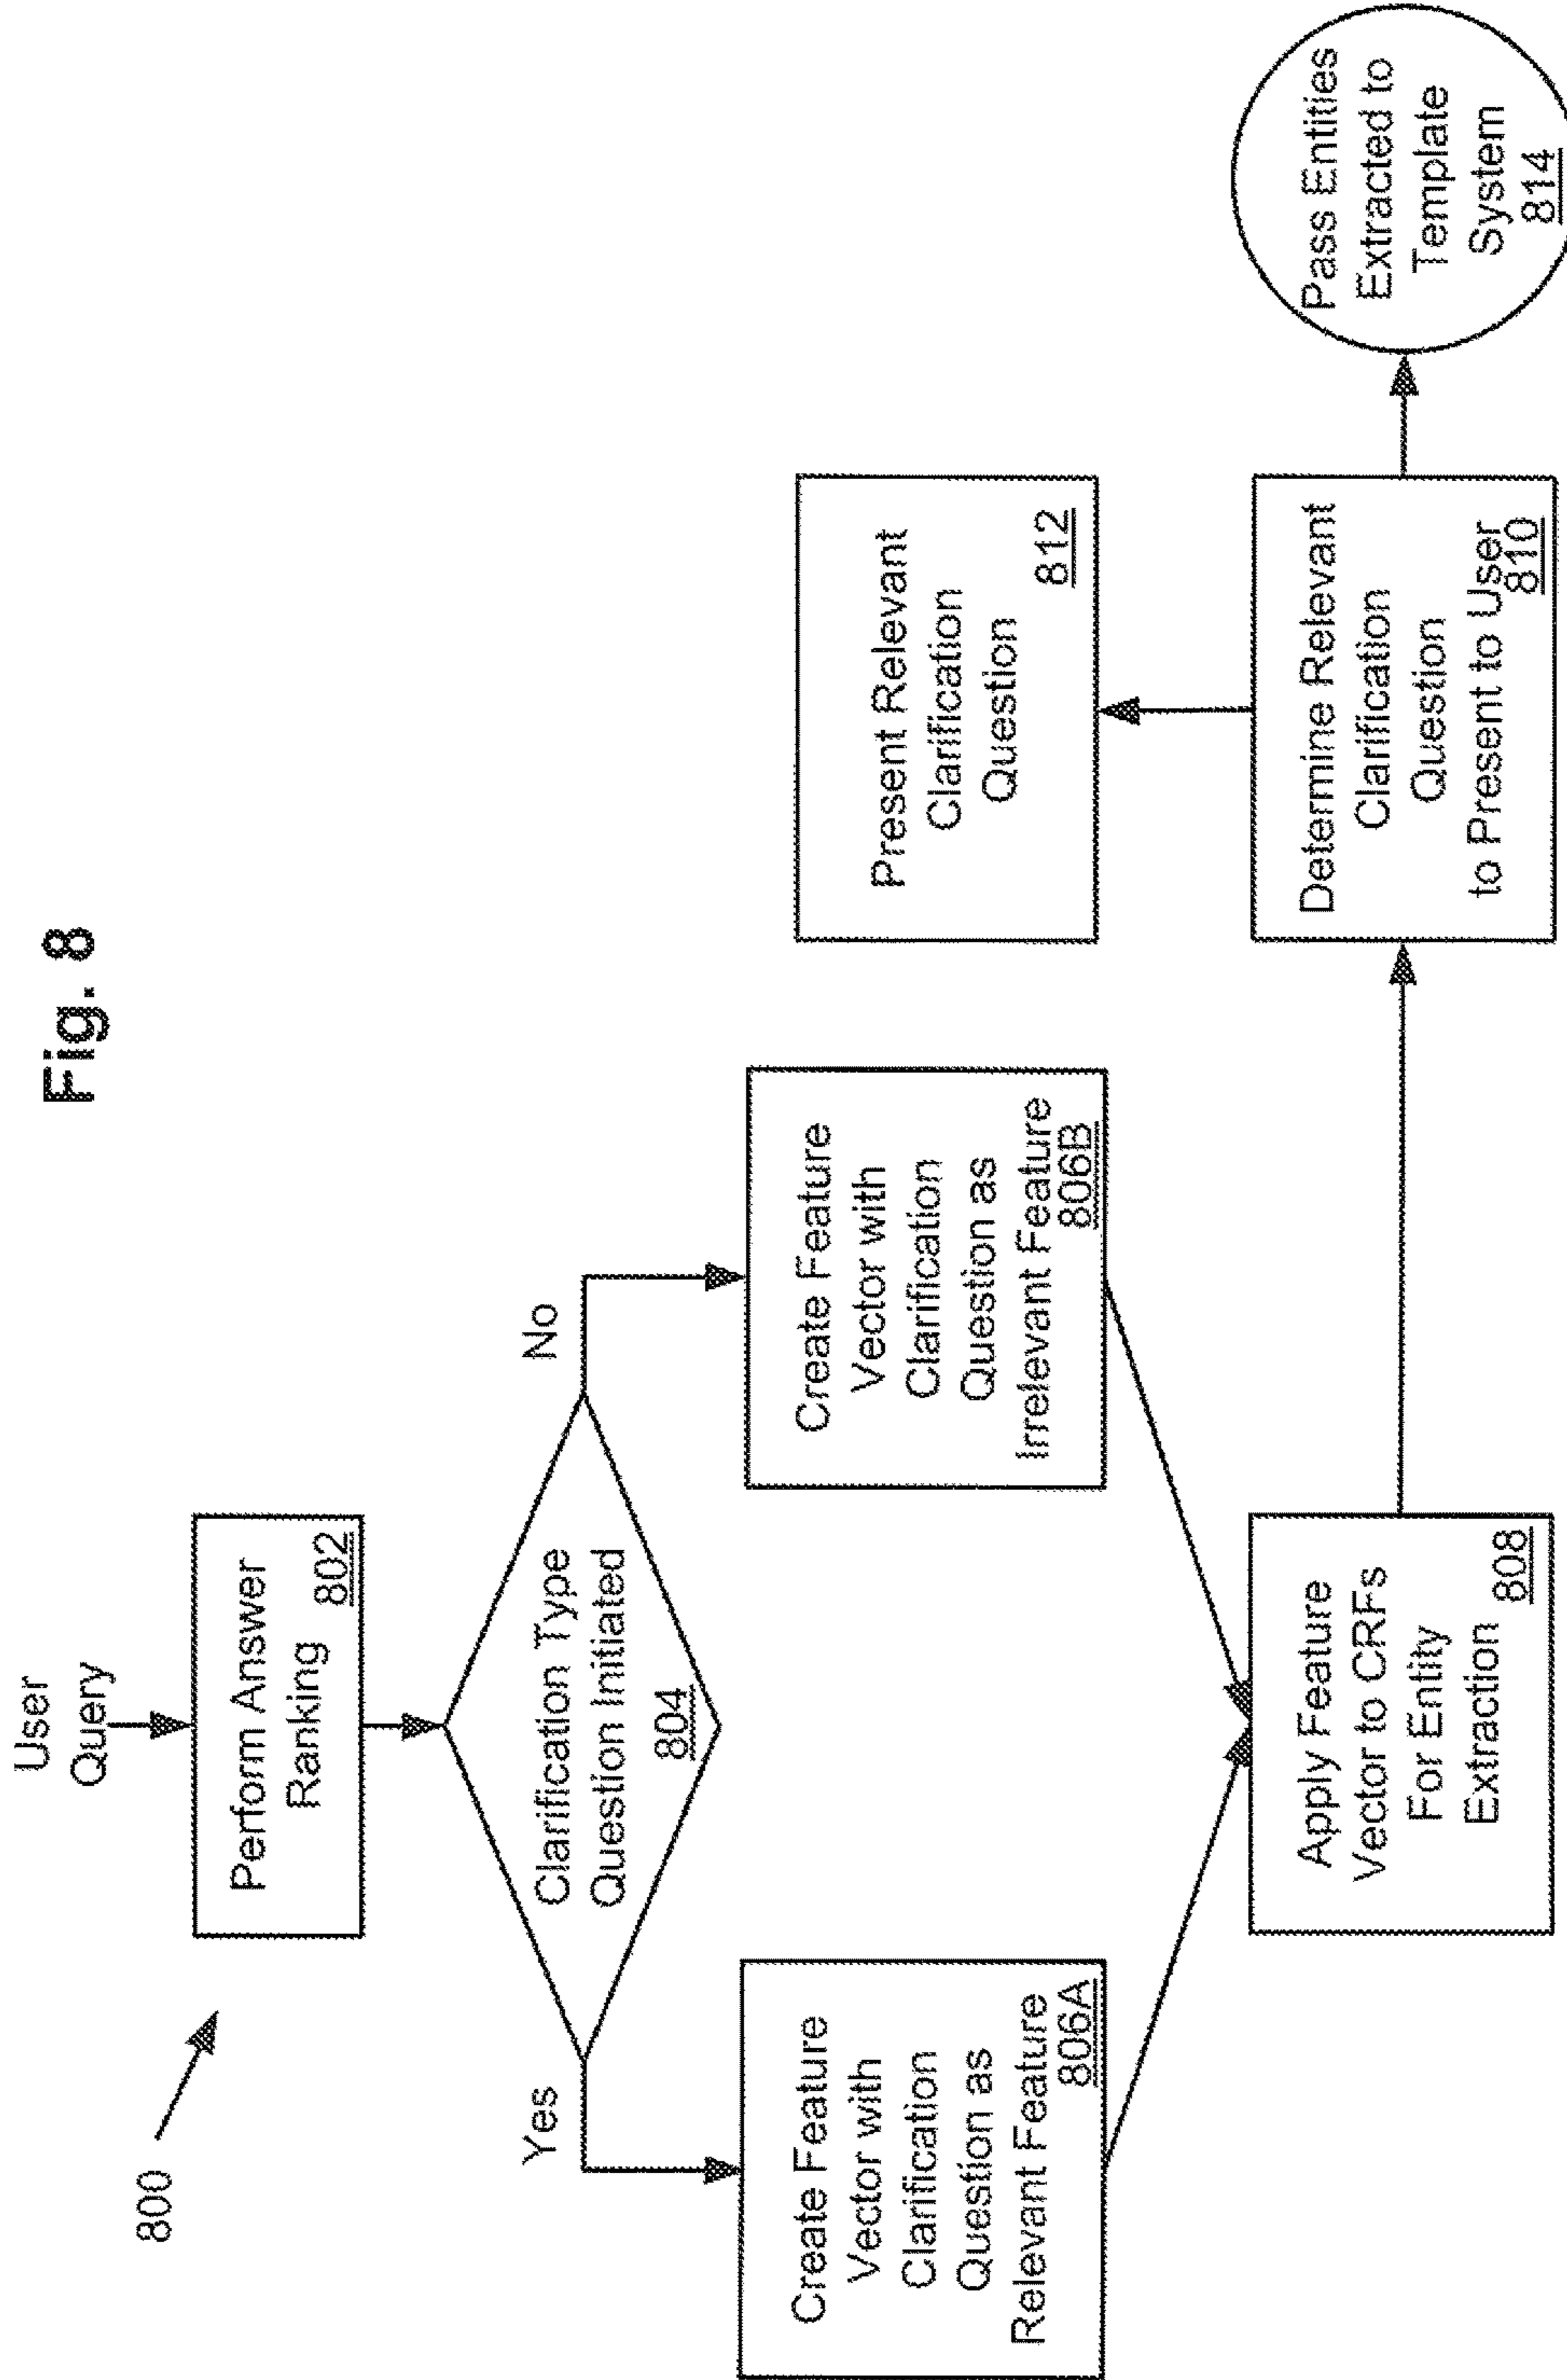 Fig. 8
800
User
Query
Perform Answer
Ranking
802
Clarification Type
Question Initiated
804
Yes
No
Create Feature
Vector with
Clarification
Question as
Relevant Feature
806A
Create Feature
Vector with
Clarification
Question as
Irrelevant Feature
806B
Apply Feature
Vector to CRFs
For Entity
Extraction
808
Present Relevant
Clarification
Question
812
Determine Relevant
Clarification
Question
to Present to User
810
Pass Entities
Extracted to
Template
System
814